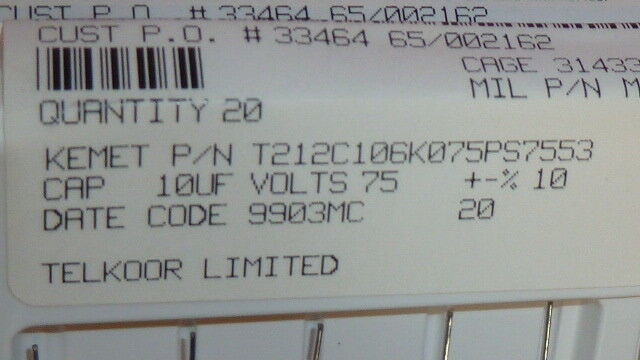 CUST P.O. # 33464 65/002162
CUST P.O. # 33464 65/002162
CAGE 31433
MIL P/N M
QUANTITY 20
KEMET P/N T212C106K075PS7553
CAP 10UF VOLTS 75 +-% 10
DATE CODE 9903MC 20
TELKOOR LIMITED